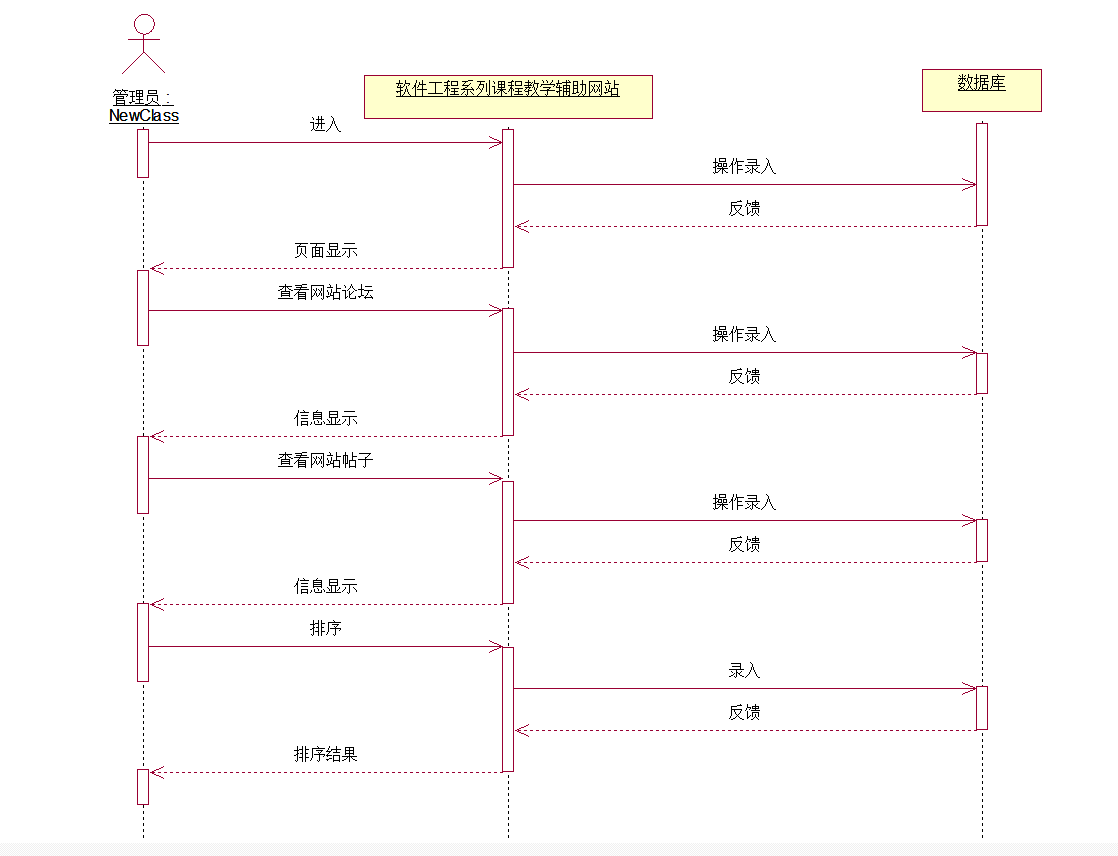 管理员：
NewClass
软件工程系列课程教学辅助网站
数据库
进入
操作录入
反馈
页面显示
查看网站论坛
操作录入
反馈
信息显示
查看网站帖子
操作录入
反馈
信息显示
排序
录入
反馈
排序结果